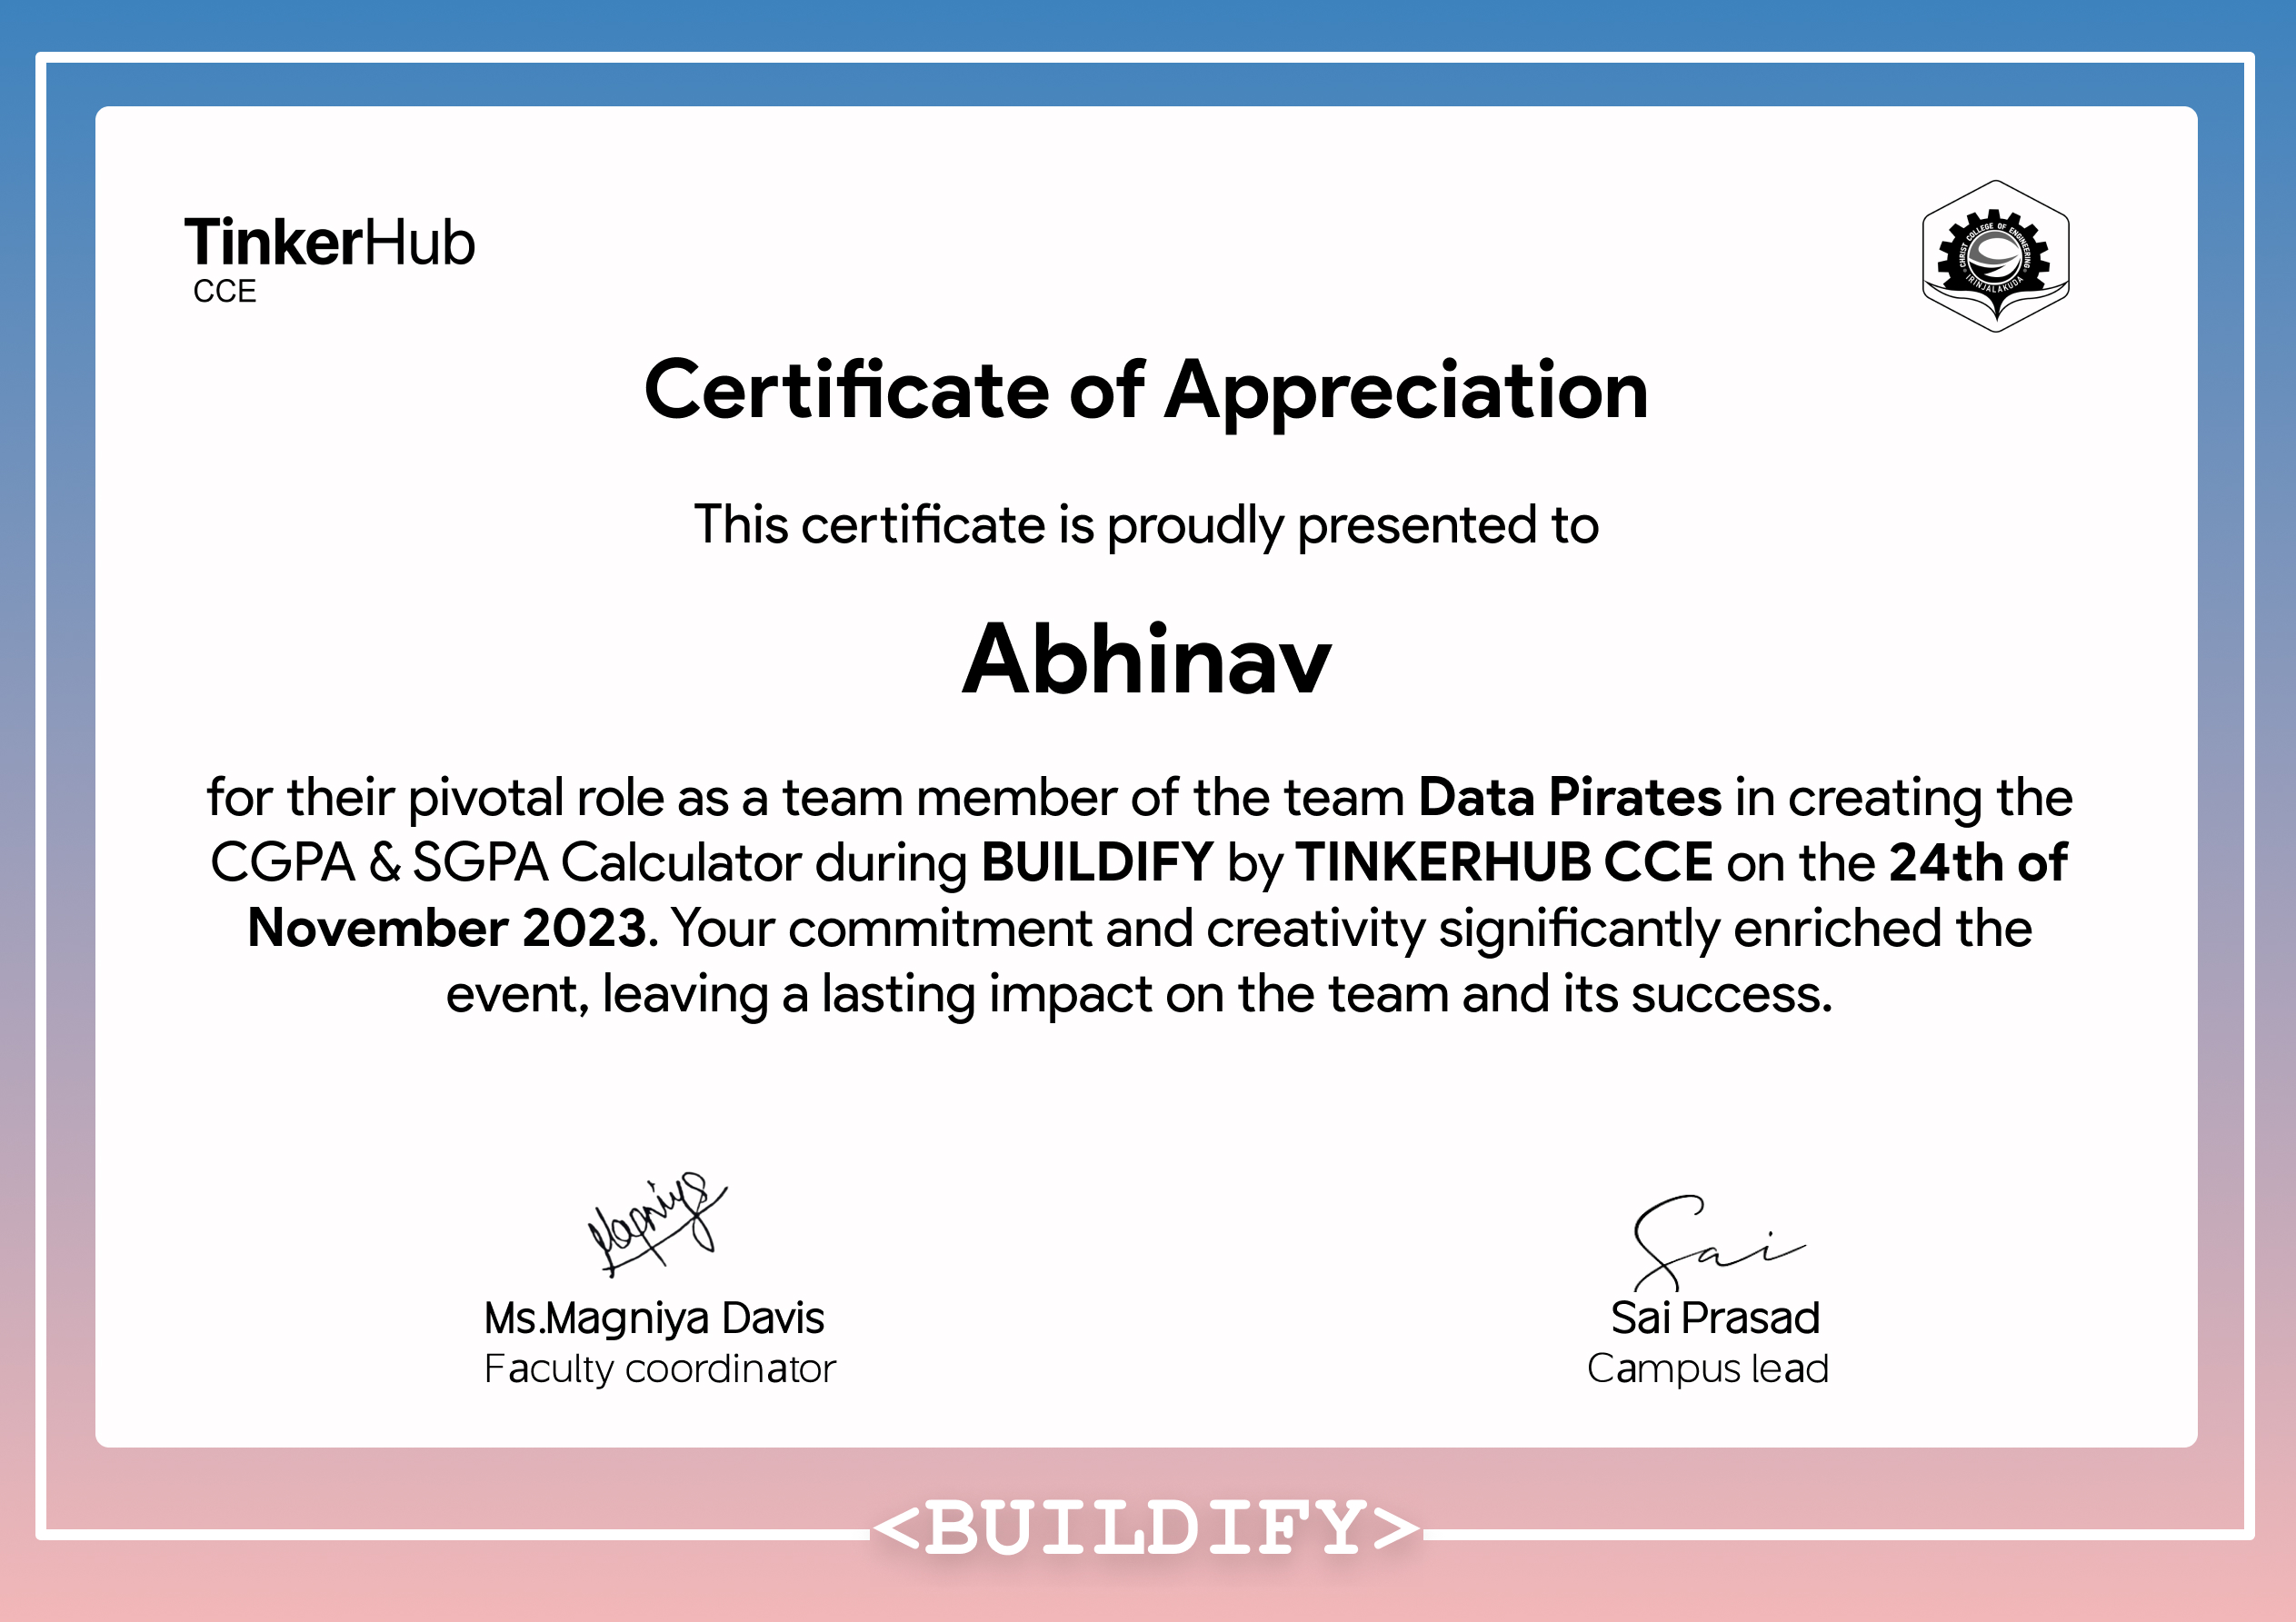 TinkerHub
CCE
CHRIST COLLEGE OF ENGINEERING
IRINJALAKUDA
Certificate of Appreciation
This certificate is proudly presented to
Abhinav
for their pivotal role as a team member of the team Data Pirates in creating the
CGPA & SGPA Calculator during BUILDIFY by TINKERHUB CCE on the 24th of
November 2023. Your commitment and creativity significantly enriched the
event, leaving a lasting impact on the team and its success.
Magniya
Sai
Ms.Magniya Davis
Sai Prasad
Faculty coordinator
Campus lead
<BUILDIFY>